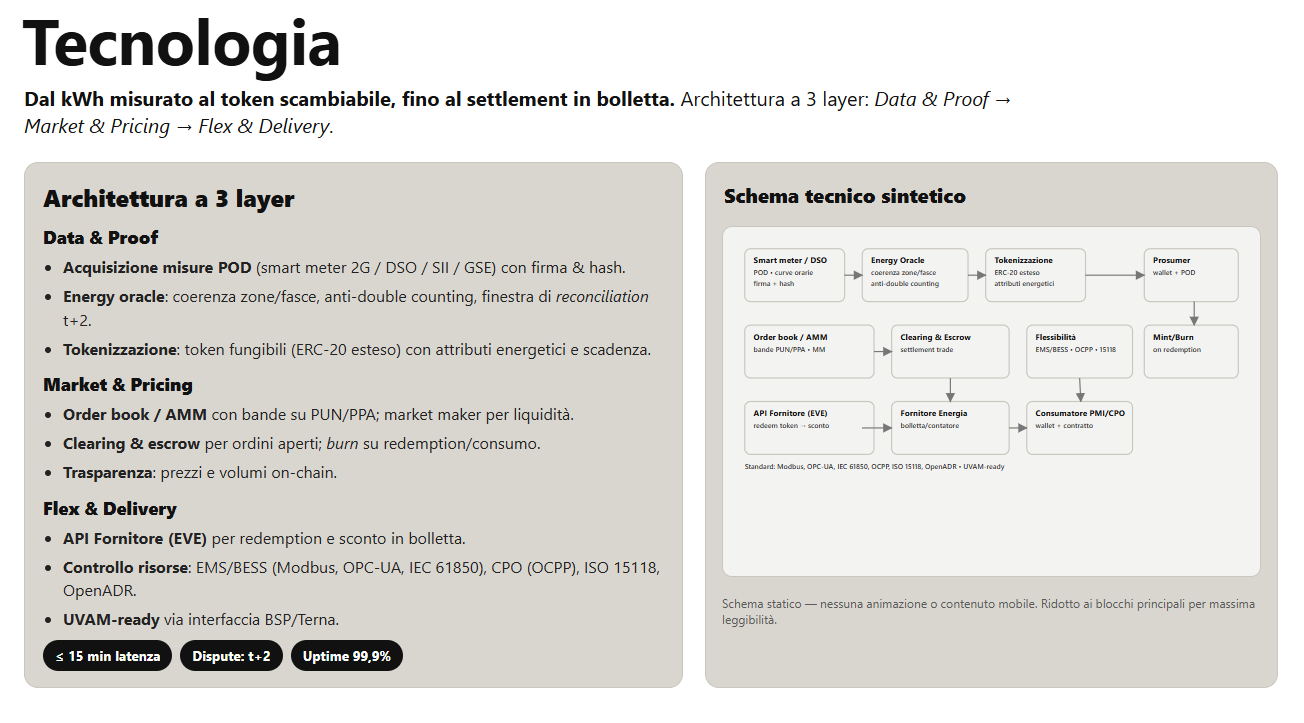 Tecnologia
Dal kWh misurato al token scambiabile, fino al settlement in bolletta. Architettura a 3 layer: Data & Proof →
Market & Pricing → Flex & Delivery.
Architettura a 3 layer
Data & Proof
• Acquisizione misure POD (smart meter 2G / DSO / SII / GSE) con firma & hash.
• Energy oracle: coerenza zone/fasce, anti-double counting, finestra di reconciliation
t+2.
• Tokenizzazione: token fungibili (ERC-20 esteso) con attributi energetici e scadenza.
Market & Pricing
• Order book / AMM con bande su PUN/PPA; market maker per liquidità.
• Clearing & escrow per ordini aperti; burn su redemption/consumo.
• Trasparenza: prezzi e volumi on-chain.
Flex & Delivery
• API Fornitore (EVE) per redemption e sconto in bolletta.
• Controllo risorse: EMS/BESS (Modbus, OPC-UA, IEC 61850), CPO (OCPP), ISO 15118,
OpenADR.
• UVAM-ready via interfaccia BSP/Terna.
≤ 15 min latenza
Dispute: t+2
Uptime 99,9%
Schema tecnico sintetico
Smart meter / DSO
POD • curve orarie
firma + hash
Energy Oracle
coerenza zone/fasce
anti-double counting
Tokenizzazione
ERC-20 esteso
attributi energetici
Prosumer
wallet + POD
Order book / AMM
bande PUN/PPA • MM
Clearing & Escrow
settlement trade
Flessibilità
EMS/BESS • OCPP • 15118
Mint/Burn
on redemption
API Fornitore (EVE)
redeem token → sconto
Fornitore Energia
bolletta/contatore
Consumatore PMI/CPO
wallet + contratto
Standard: Modbus, OPC-UA, IEC 61850, OCPP, ISO 15118, OpenADR • UVAM-ready
Schema statico — nessuna animazione o contenuto mobile. Ridotto ai blocchi principali per massima
leggibilità.